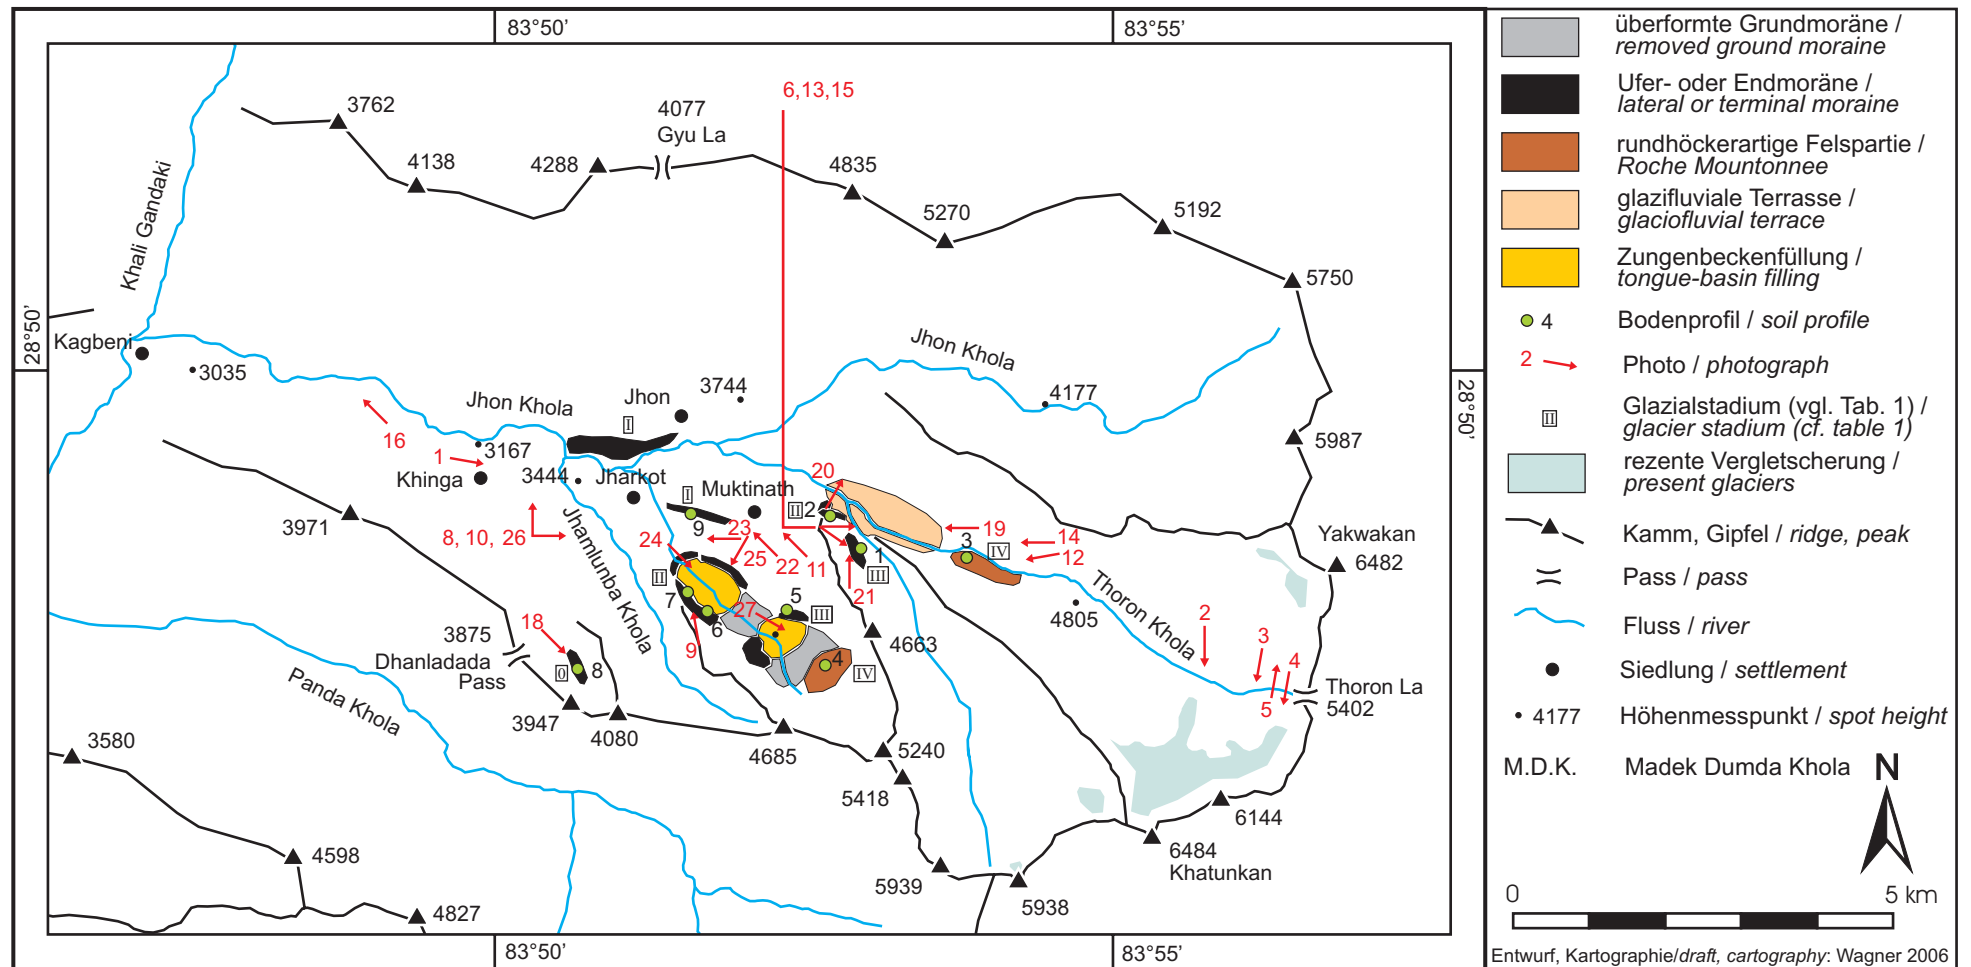 83°50’
83°55’
6,13,15
3762
4077
Gyu La
4138
4288
4835
5270
5192
5750
Khali Gandaki
28°50’
Kagbeni
3035
Jhon Khola
4177
28°50’
Jhon Khola
Jhon
3744
I
16
1
3167
Khinga
3444
Jharkot
I
Muktinath
9
II
2
20
19
14
12
3
IV
5987
3971
8, 10, 26
Jhamlunba Khola
24
23
25
22
11
1
III
21
Yakwakan
6482
II
7
6
27
5
III
4
IV
9
4663
4805
Thoron Khola
2
3
4
5
Thoron La
5402
18
3875
Dhanladada
Pass
0
8
3947
4080
Panda Khola
4685
5240
5418
3580
4598
4827
5939
5938
6484
Khatunkan
6144
83°50’
83°55’
überformte Grundmoräne /
removed ground moraine
Ufer- oder Endmoräne /
lateral or terminal moraine
rundhöckerartige Felspartie /
Roche Mountonnee
glazifluviale Terrasse /
glaciofluvial terrace
Zungenbeckenfüllung /
tongue-basin filling
4 Bodenprofil / soil profile
2 Photo / photograph
II Glazialstadium (vgl. Tab. 1) /
glacier stadium (cf. table 1)
rezente Vergletscherung /
present glaciers
Kamm, Gipfel / ridge, peak
Pass / pass
Fluss / river
Siedlung / settlement
4177 Höhenmesspunkt / spot height
M.D.K. Madek Dumda Khola
N
0 5 km
Entwurf, Kartographie/draft, cartography: Wagner 2006